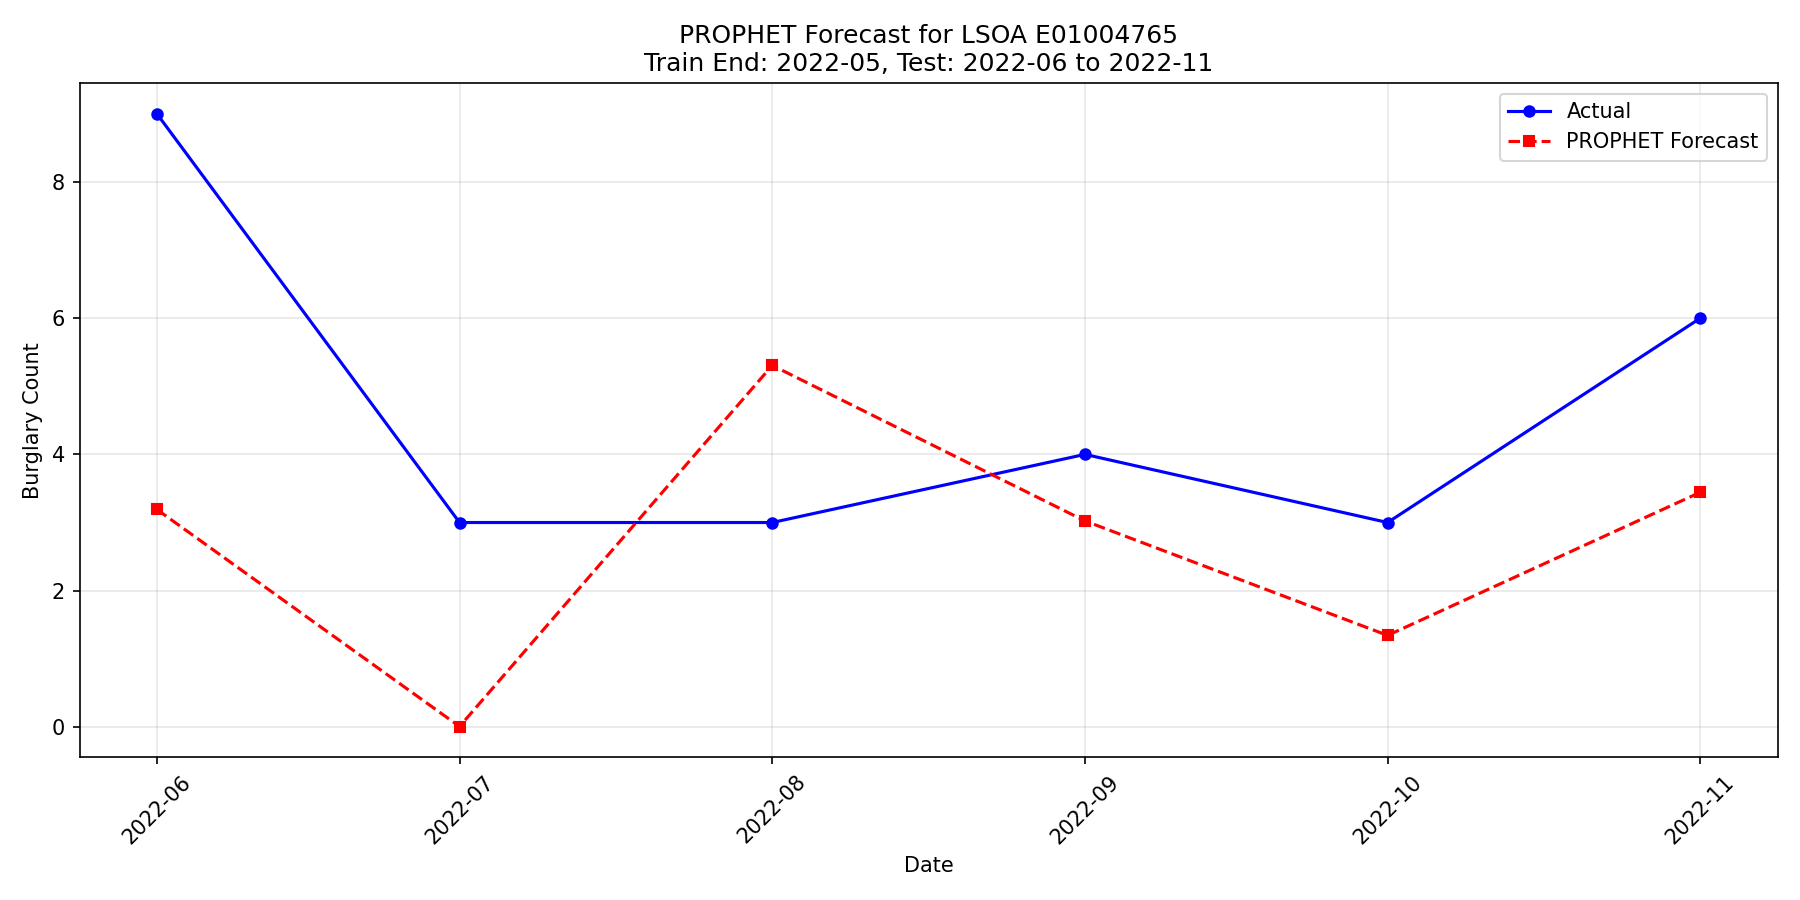 PROPHET Forecast for LSOA E01004765
Train End: 2022-05, Test: 2022-06 to 2022-11
Actual
PROPHET Forecast
Burglary Count
8
6
4
2
0
2022-06
2022-07
2022-08
2022-09
2022-10
2022-11
Date